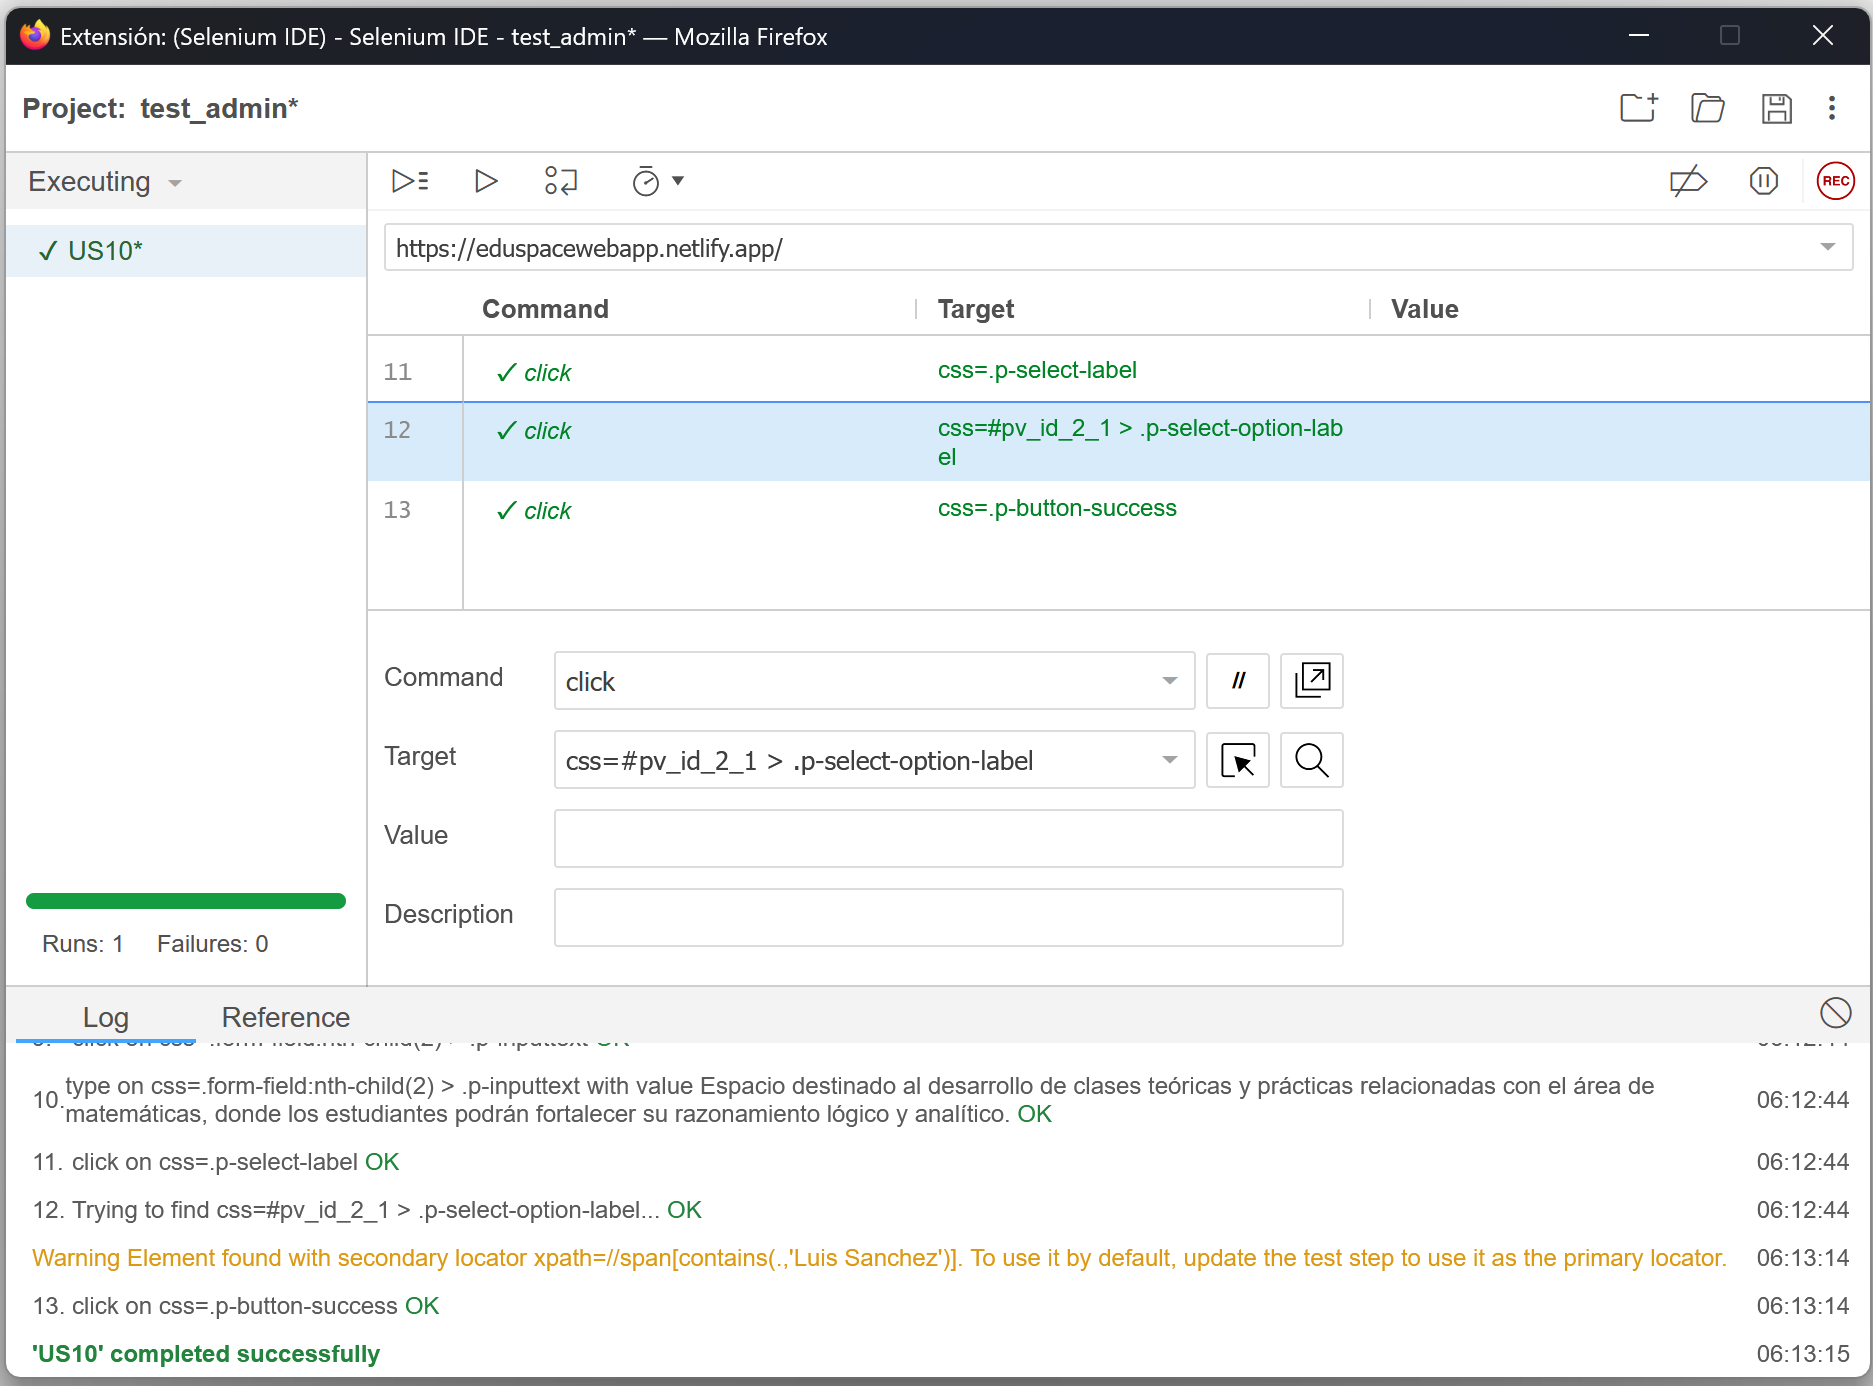 Extensión: (Selenium IDE) - Selenium IDE - test_admin* — Mozilla Firefox
Project: test_admin*
Executing
REC
✓ US10*
https://eduspacewebapp.netlify.app/
Command Target Value
11 ✓ click css=.p-select-label
12 ✓ click css=#pv_id_2_1 > .p-select-option-lab
el
13 ✓ click css=.p-button-success
Command click //
Target css=#pv_id_2_1 > .p-select-option-label
Value
Description
Runs: 1 Failures: 0
Log Reference
10. type on css=.form-field:nth-child(2) > .p-inputtext with value Espacio destinado al desarrollo de clases teóricas y prácticas relacionadas con el área de
matemáticas, donde los estudiantes podrán fortalecer su razonamiento lógico y analítico. OK 06:12:44
11. click on css=.p-select-label OK 06:12:44
12. Trying to find css=#pv_id_2_1 > .p-select-option-label... OK 06:12:44
Warning Element found with secondary locator xpath=//span[contains(.,'Luis Sanchez')]. To use it by default, update the test step to use it as the primary locator. 06:13:14
13. click on css=.p-button-success OK 06:13:14
'US10' completed successfully 06:13:15